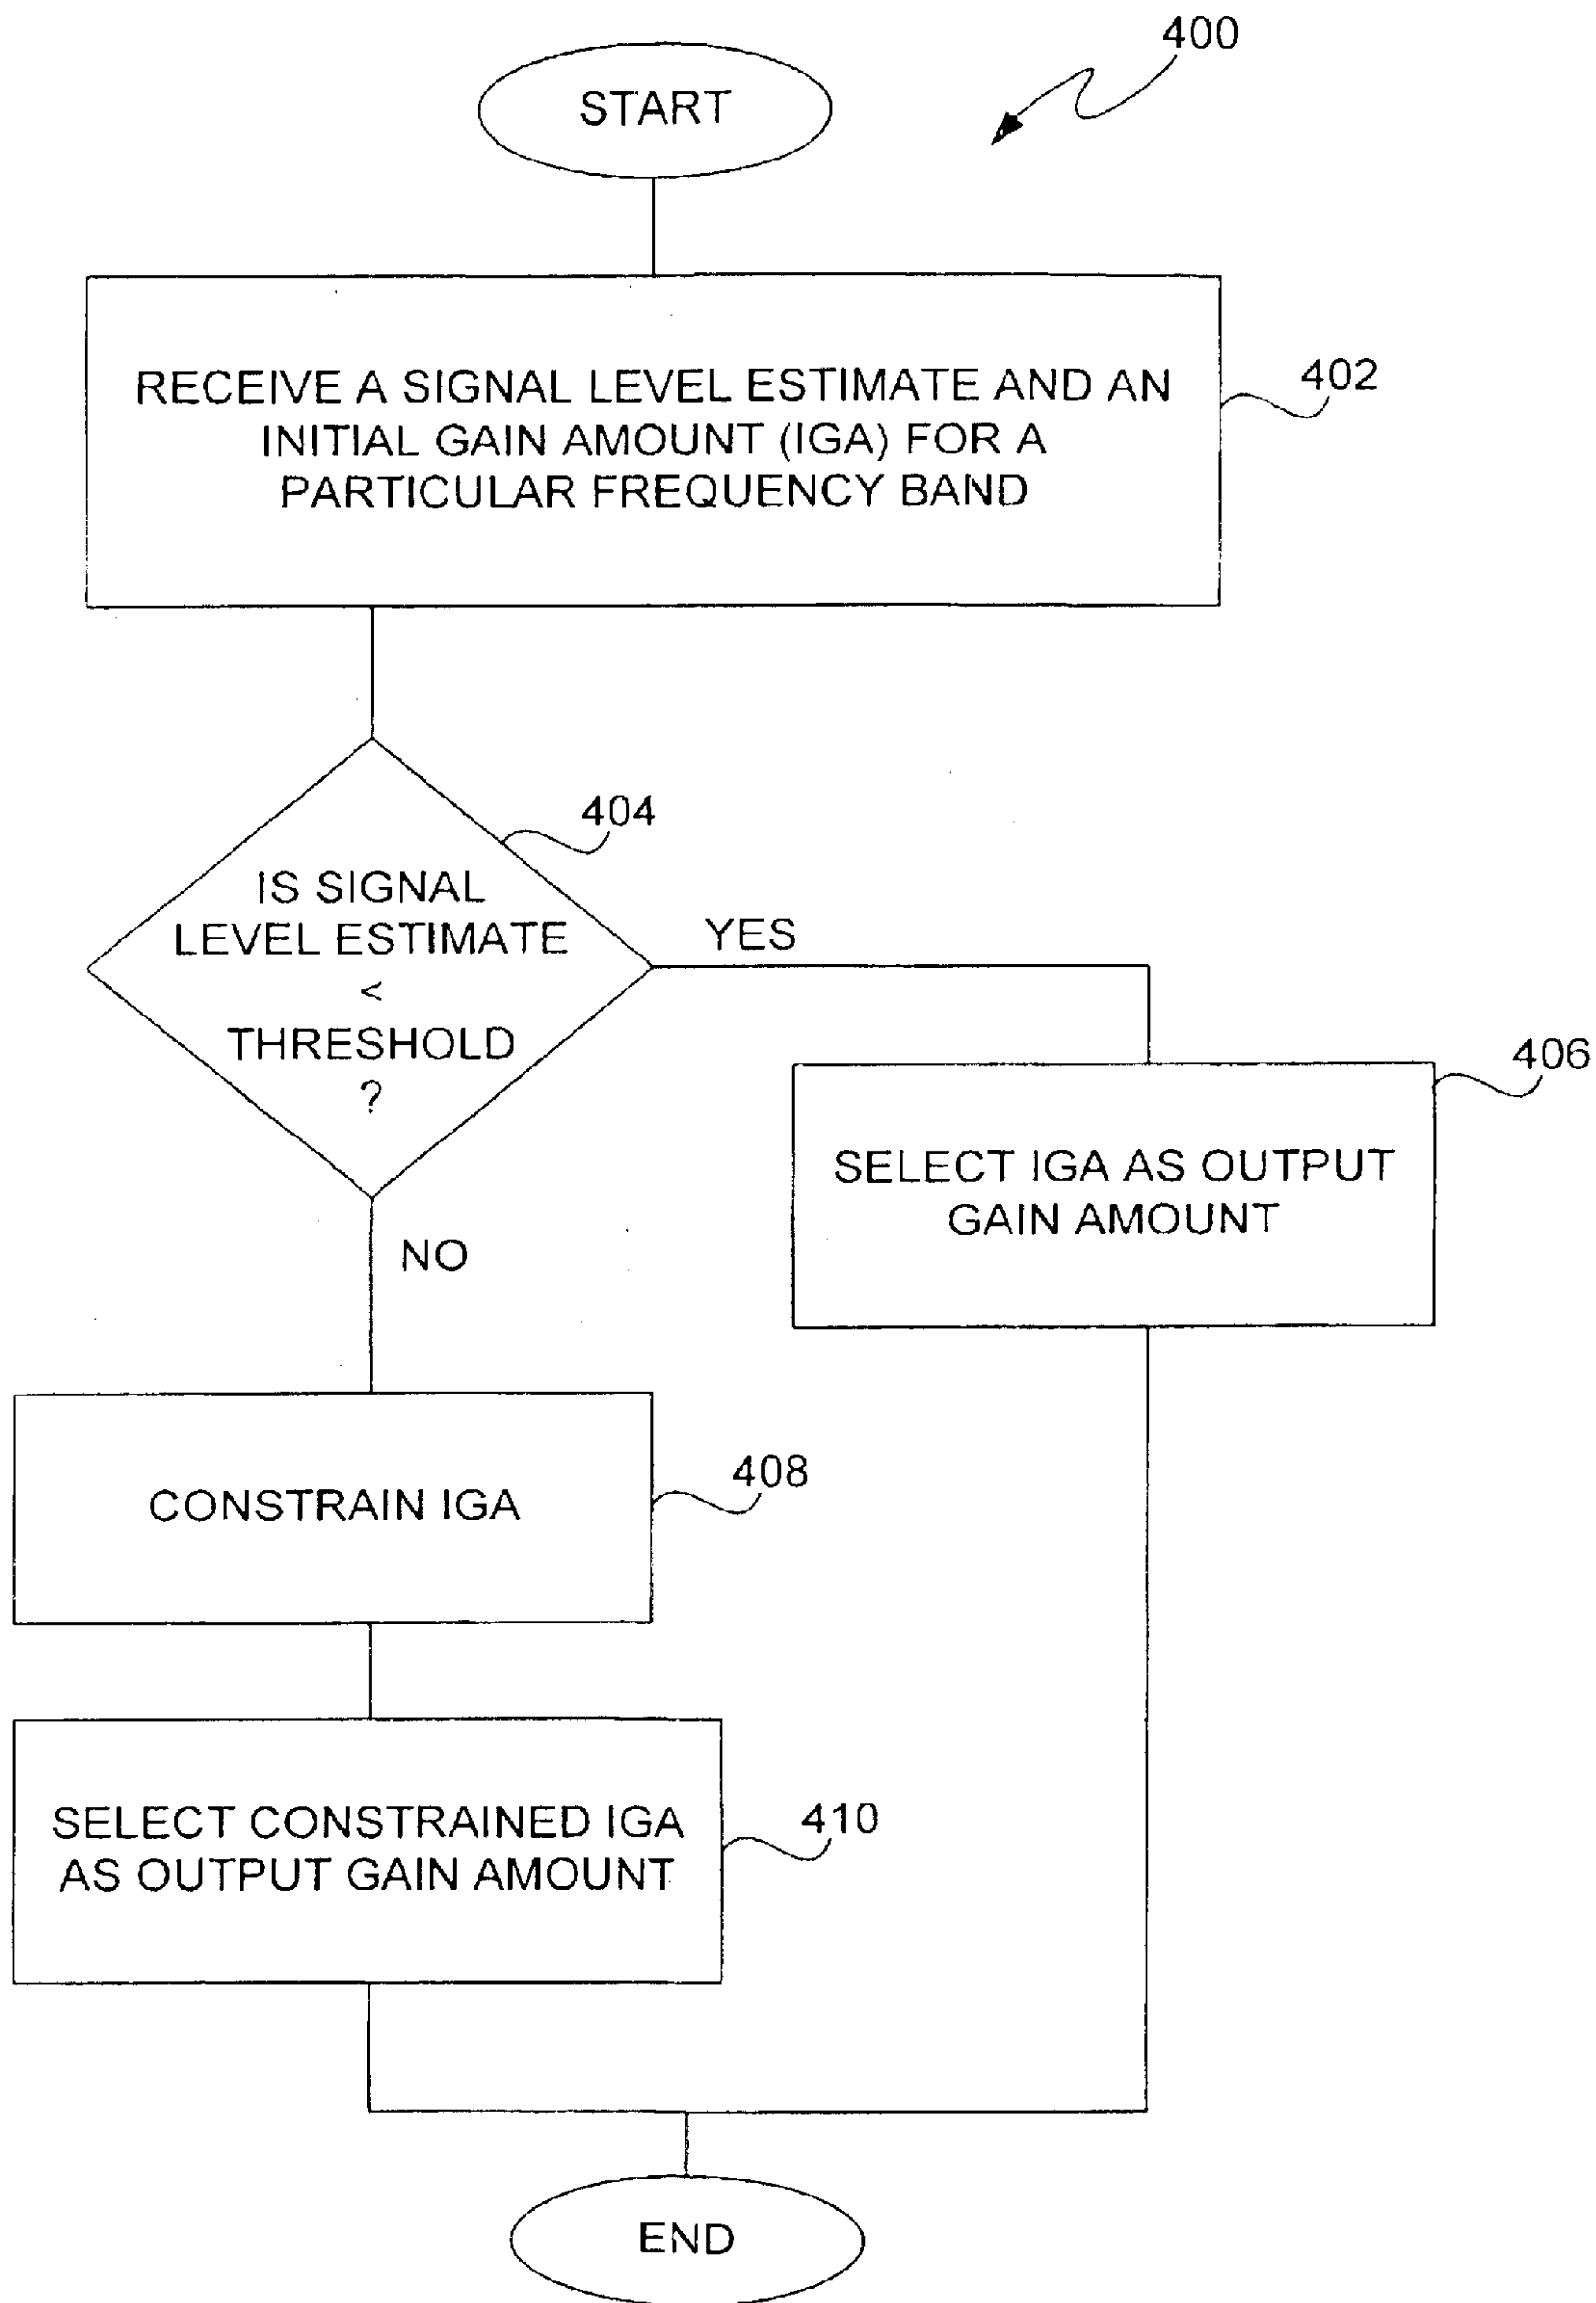 400
START
RECEIVE A SIGNAL LEVEL ESTIMATE AND AN
INITIAL GAIN AMOUNT (IGA) FOR A
PARTICULAR FREQUENCY BAND
402
404
IS SIGNAL
LEVEL ESTIMATE
<
THRESHOLD
?
YES
NO
406
SELECT IGA AS OUTPUT
GAIN AMOUNT
CONSTRAIN IGA
408
SELECT CONSTRAINED IGA
AS OUTPUT GAIN AMOUNT
410
END